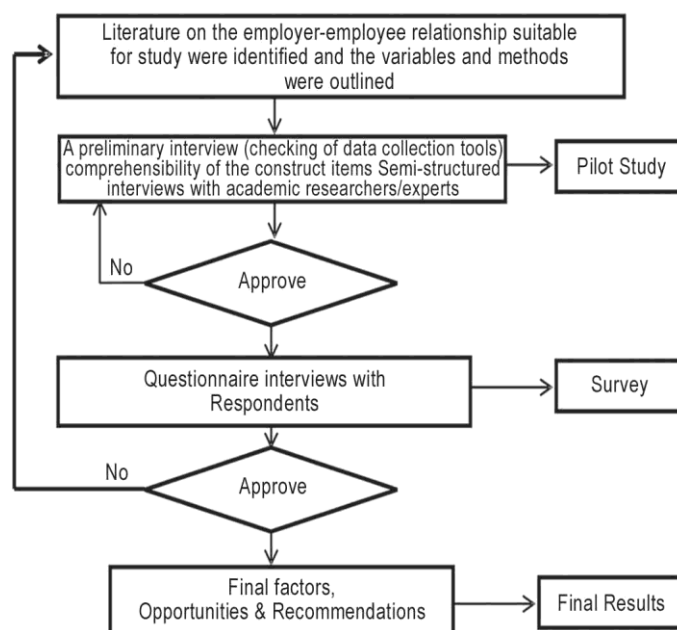 Literature on the employer-employee relationship suitable
for study were identified and the variables and methods
were outlined
A preliminary interview (checking of data collection tools)
comprehensibility of the construct items Semi-structured
interviews with academic researchers/experts
Pilot Study
No
Approve
Questionnaire interviews with
Respondents
Survey
No
Approve
Final factors,
Opportunities & Recommendations
Final Results